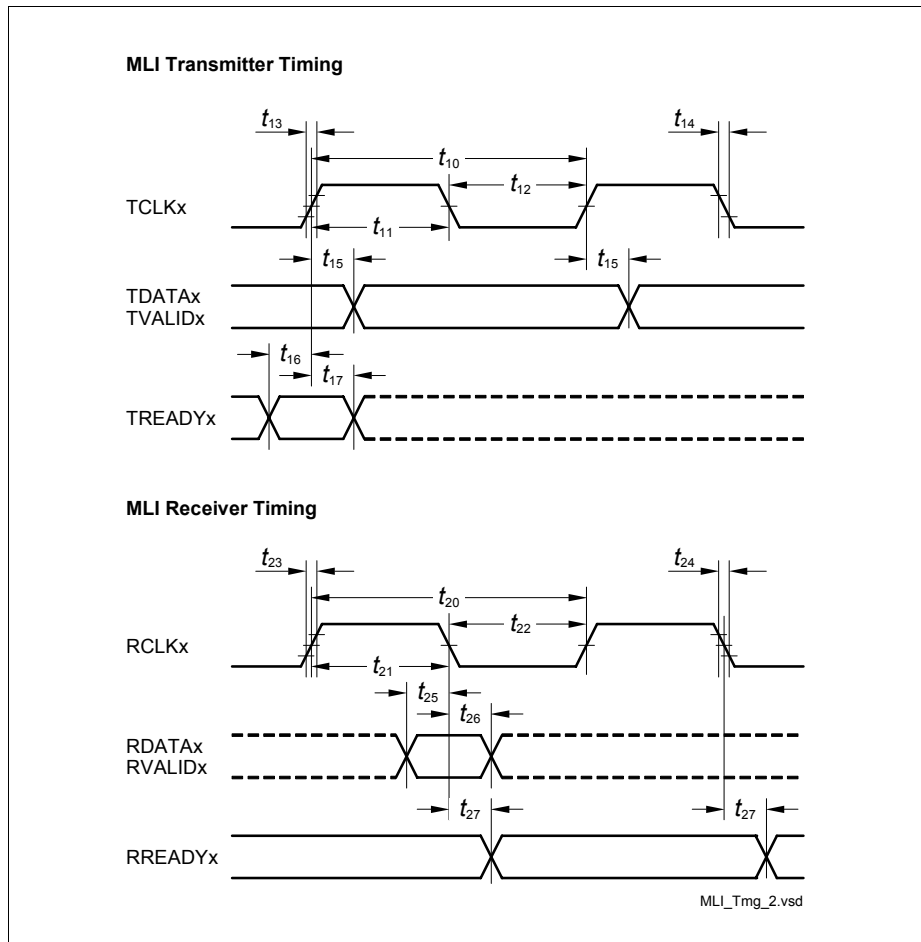 MLI Transmitter Timing
t13
t14
t10
t12
TCLKx
t11
t15
t15
TDATAx
TVALIDx
t16
t17
TREADYx
MLI Receiver Timing
t23
t24
t20
t22
RCLKx
t21
t25
t26
RDATAx
RVALIDx
t27
t27
RREADYx
MLI_Tmg_2.vsd